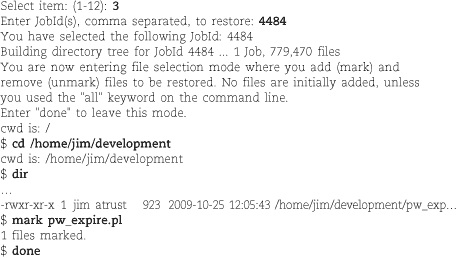 Select item: (1-12): 3
Enter JobId(s), comma separated, to restore: 4484
You have selected the following JobId: 4484
Building directory tree for JobId 4484 ... 1 Job, 779,470 files
You are now entering file selection mode where you add (mark) and
remove (unmark) files to be restored. No files are initially added, unless
you used the "all" keyword on the command line.
Enter "done" to leave this mode.
cwd is: /
$ cd /home/jim/development
cwd is: /home/jim/development
$ dir
...
-rwxr-xr-x 1 jim atrust 923 2009-10-25 12:05:43 /home/jim/development/pw_exp...
$ mark pw_expire.pl
1 files marked.
$ done